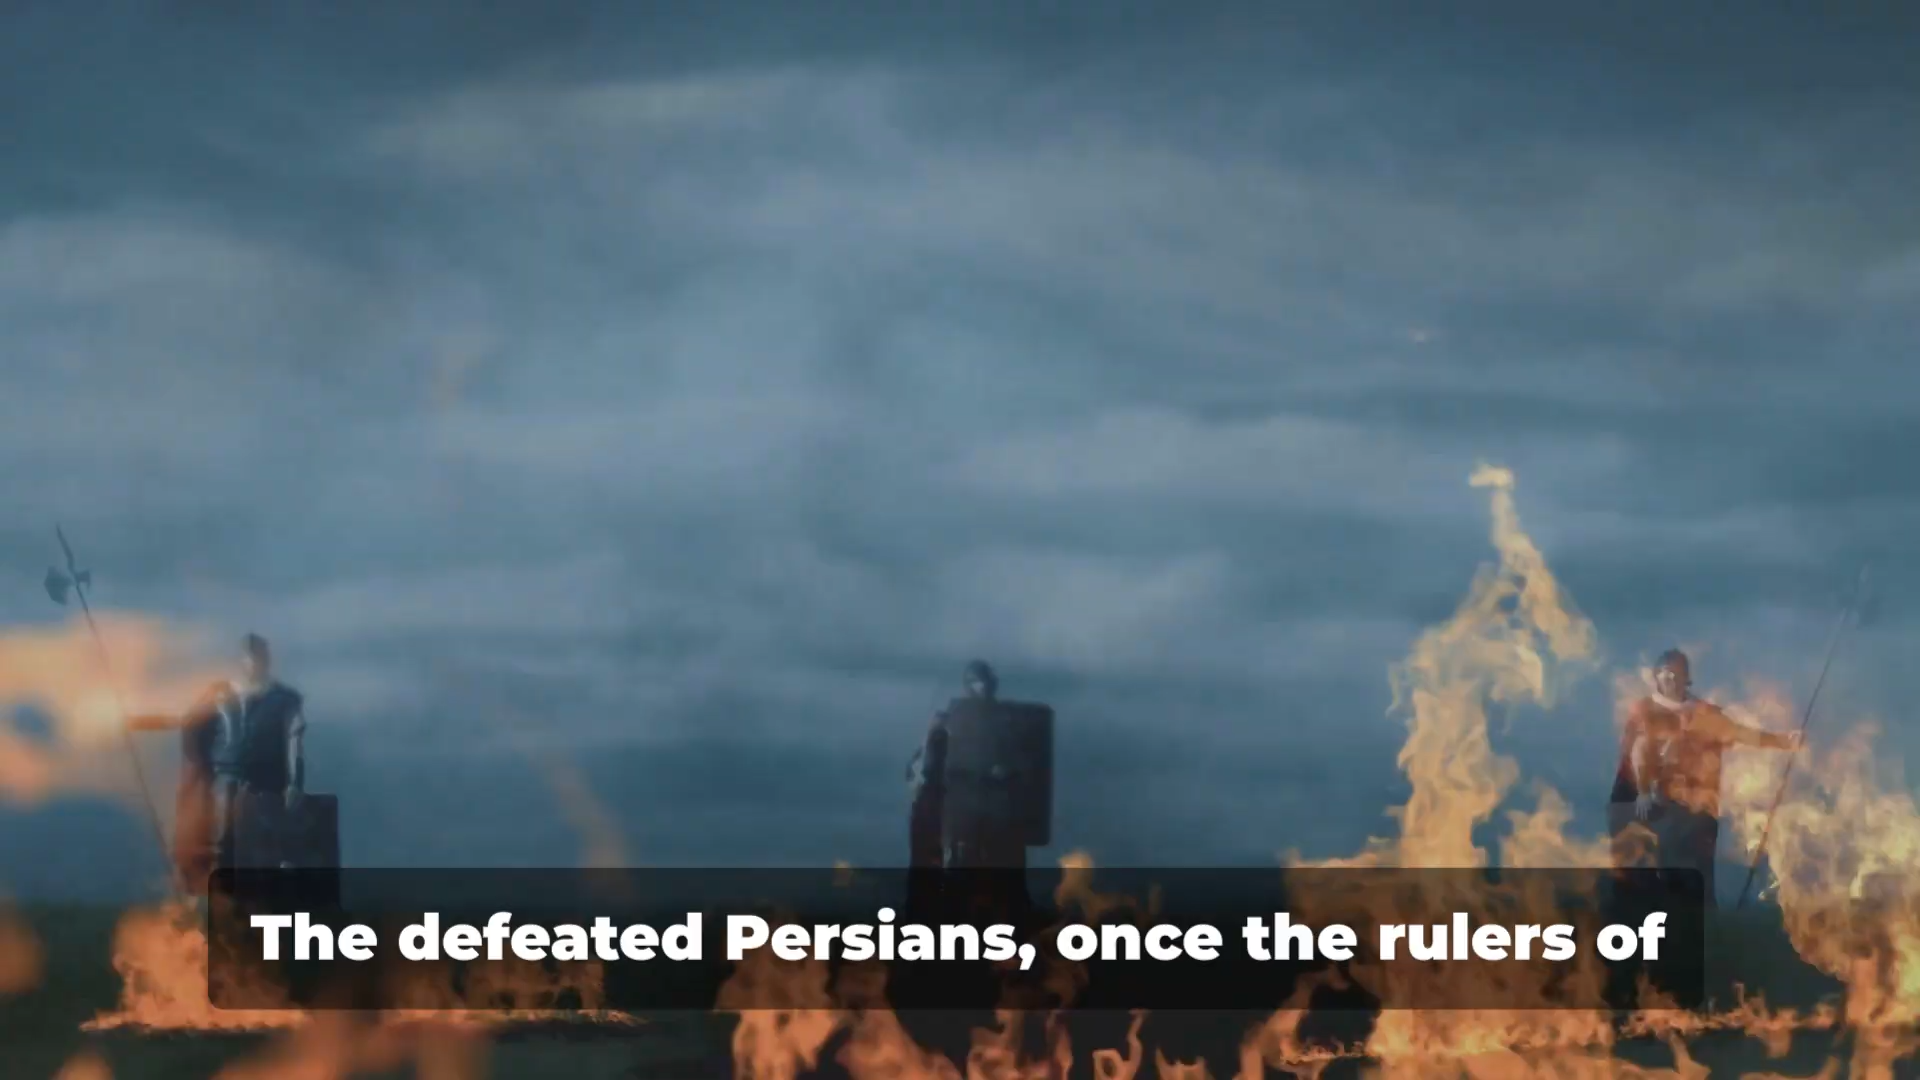 The defeated Persians, once the rulers of